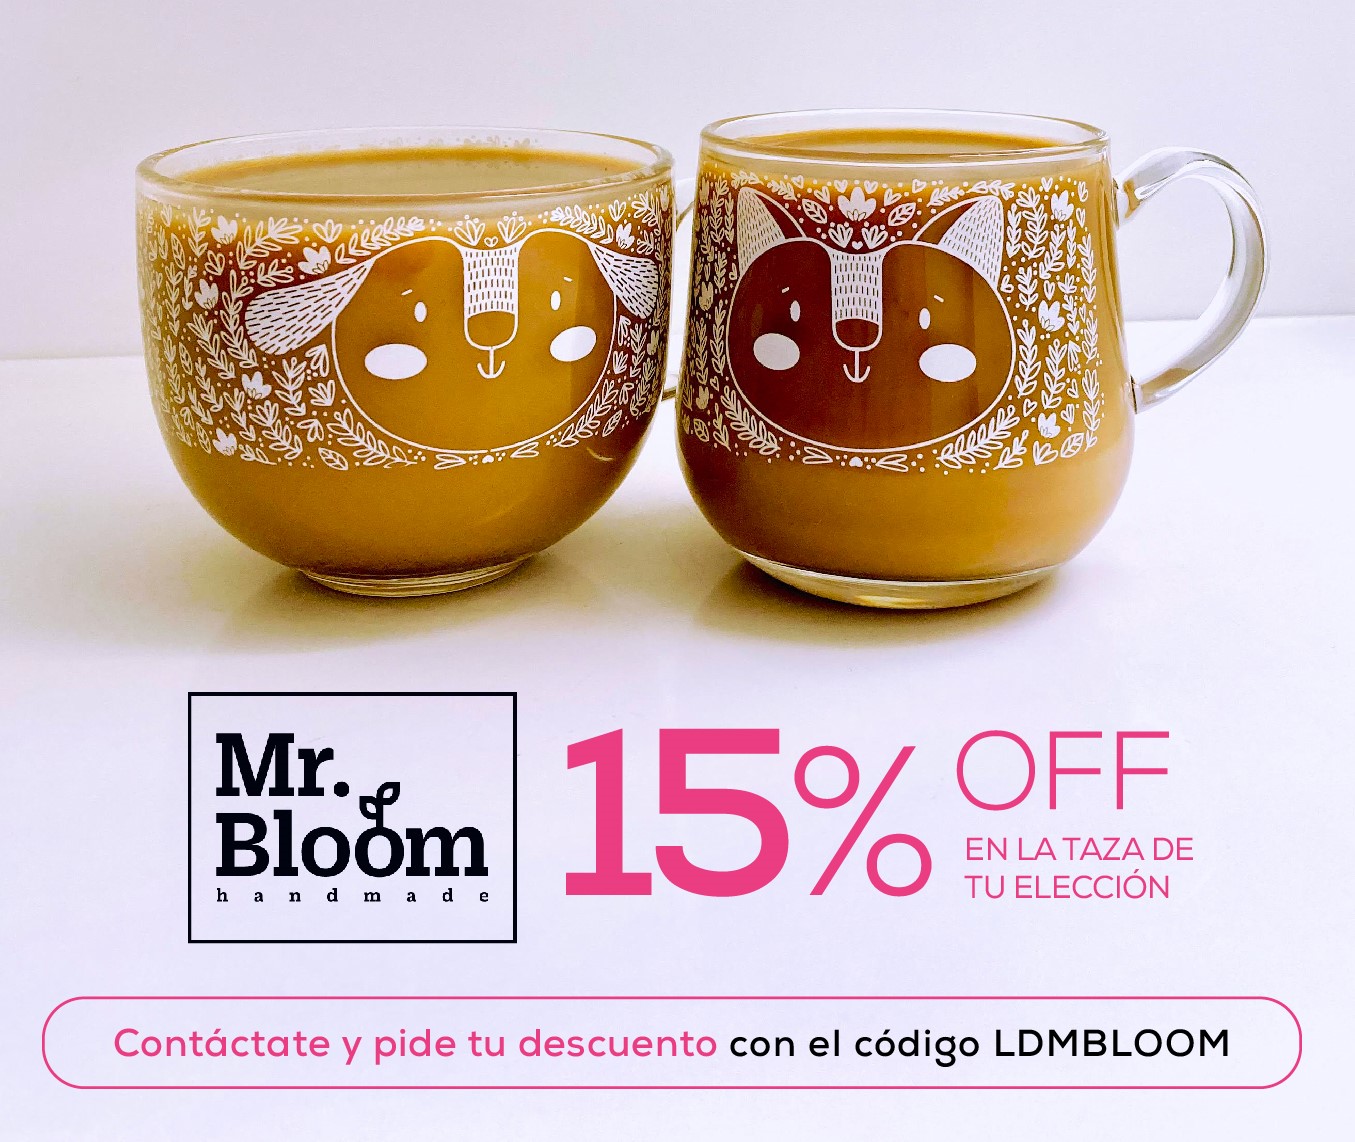 Mr.
Bloom
handmade
15% OFF
EN LA TAZA DE
TU ELECCIÓN
Contáctate y pide tu descuento con el código LDMBLOOM